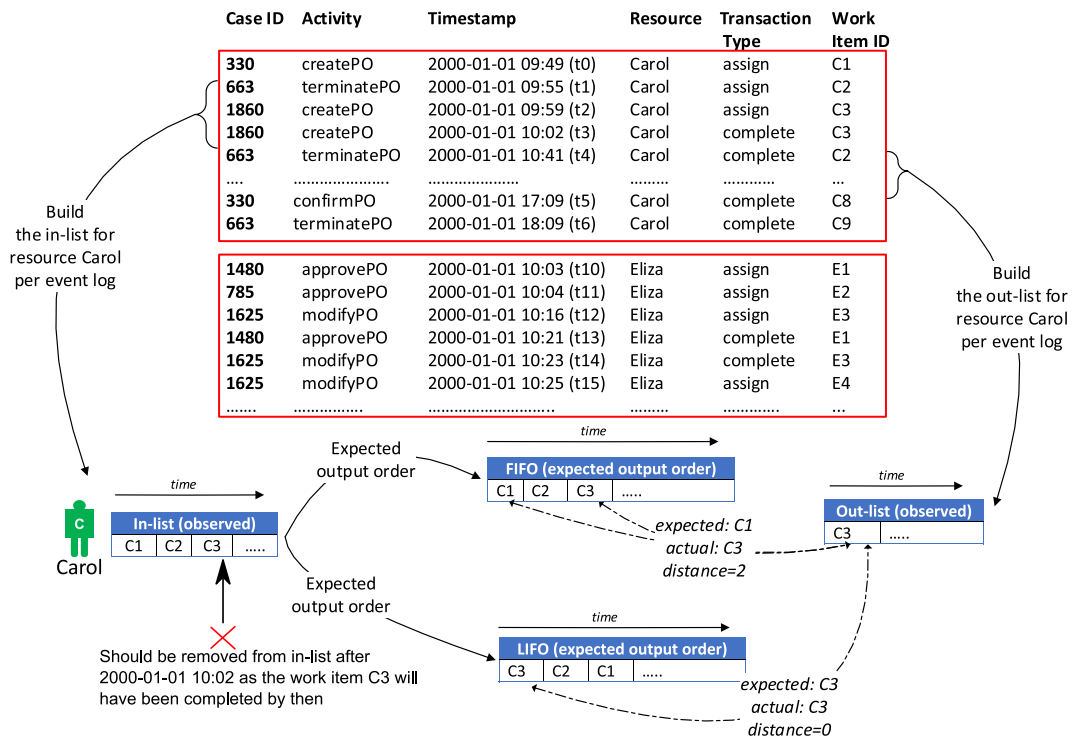 Case ID Activity Timestamp Resource Transaction Type Work Item ID
330 createPO 2000-01-01 09:49 (t0) Carol assign C1
663 terminatePO 2000-01-01 09:55 (t1) Carol assign C2
1860 createPO 2000-01-01 09:59 (t2) Carol assign C3
1860 createPO 2000-01-01 10:02 (t3) Carol complete C3
663 terminatePO 2000-01-01 10:41 (t4) Carol complete C2
.... ...................... ..................... ......... ............ ...
330 confirmPO 2000-01-01 17:09 (t5) Carol complete C8
663 terminatePO 2000-01-01 18:09 (t6) Carol complete C9
1480 approvePO 2000-01-01 10:03 (t10) Eliza assign E1
785 approvePO 2000-01-01 10:04 (t11) Eliza assign E2
1625 modifyPO 2000-01-01 10:16 (t12) Eliza assign E3
1480 approvePO 2000-01-01 10:21 (t13) Eliza complete E1
1625 modifyPO 2000-01-01 10:23 (t14) Eliza complete E3
1625 modifyPO 2000-01-01 10:25 (t15) Eliza assign E4
....... ................ ............................. ......... ............. ...
Build
the in-list for
resource Carol
per event log
Build
the out-list for
resource Carol
per event log
time
In-list (observed)
C1 C2 C3 .....
C
Carol
Should be removed from in-list after
2000-01-01 10:02 as the work item C3 will
have been completed by then
Expected
output order
Expected
output order
time
FIFO (expected output order)
C1 C2 C3 .....
expected: C1
actual: C3
distance=2
Out-list (observed)
C3 .....
time
LIFO (expected output order)
C3 C2 C1 .....
expected: C3
actual: C3
distance=0